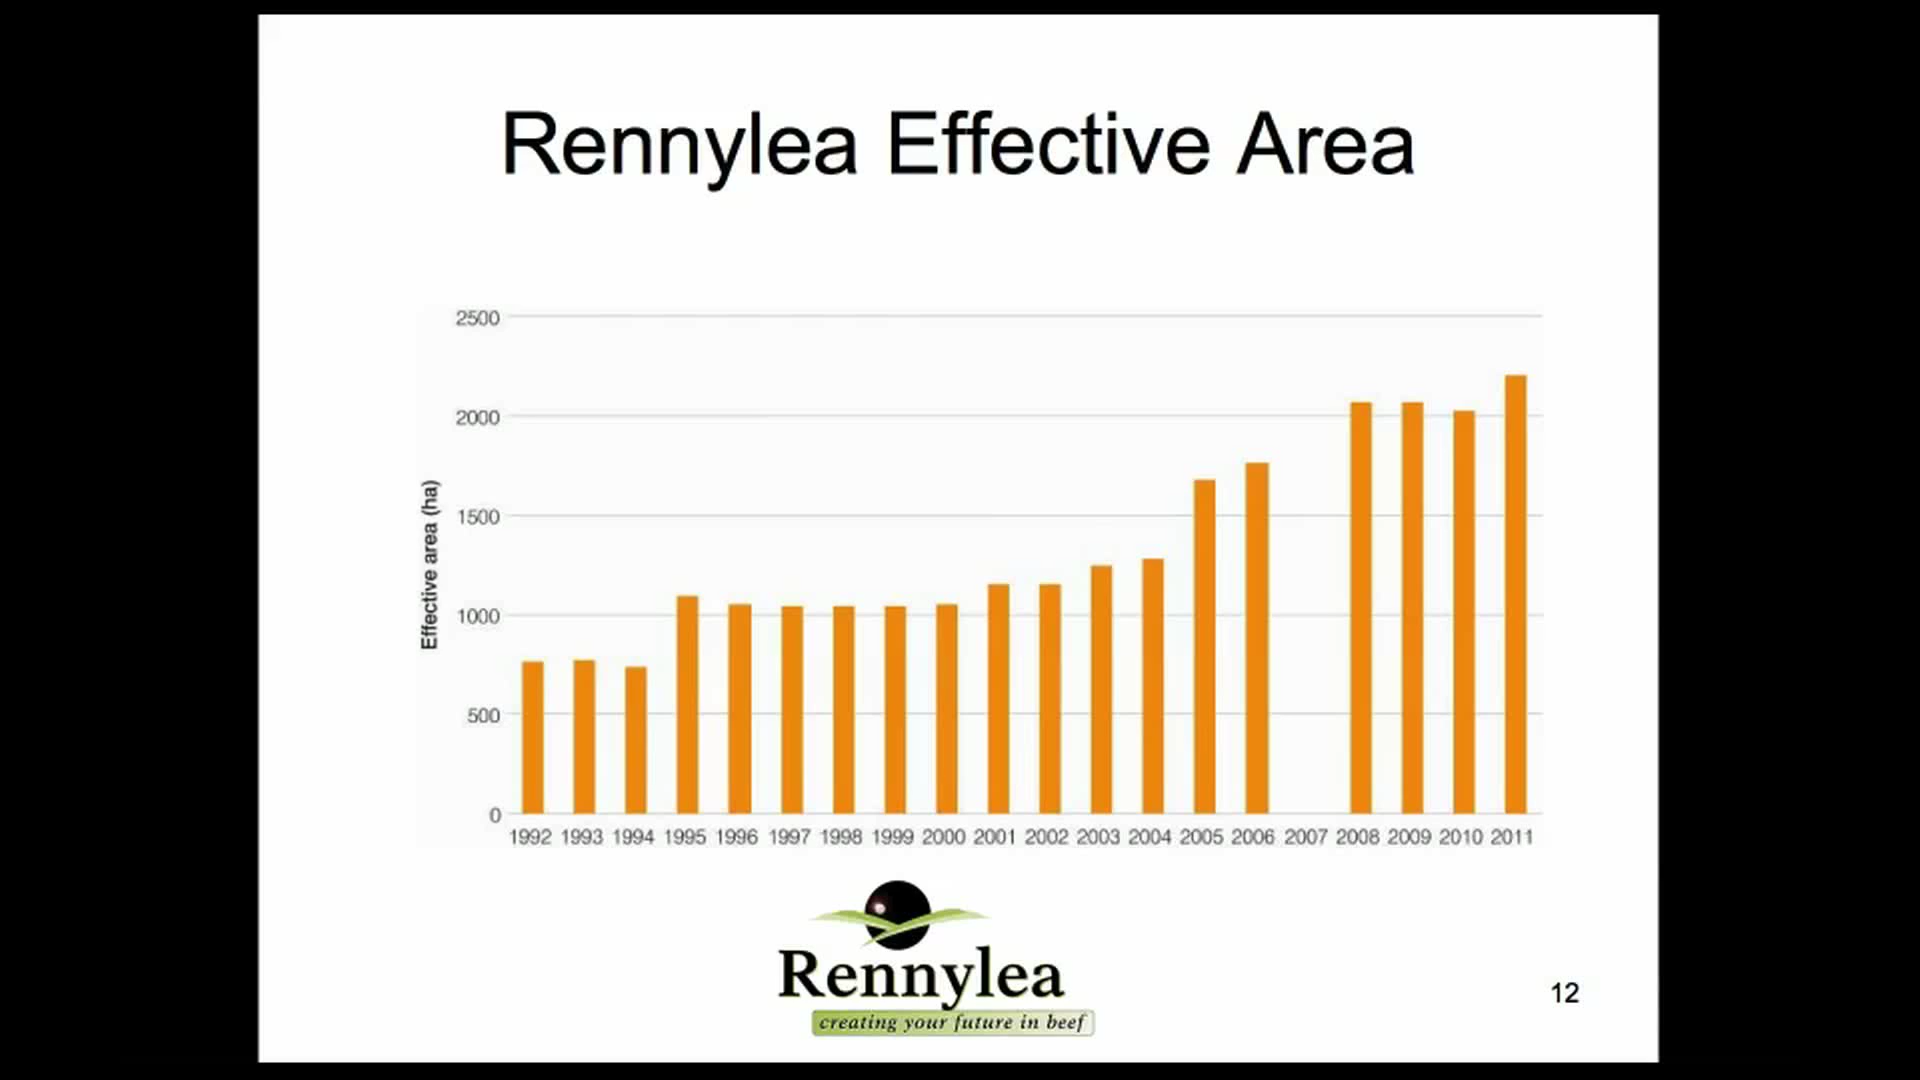 Rennylea Effective Area
2500
2000
1500
1000
500
0
Effective area (ha)
1992 1993 1994 1995 1996 1997 1998 1999 2000 2001 2002 2003 2004 2005 2006 2007 2008 2009 2010 2011
Rennylea
creating your future in beef
12